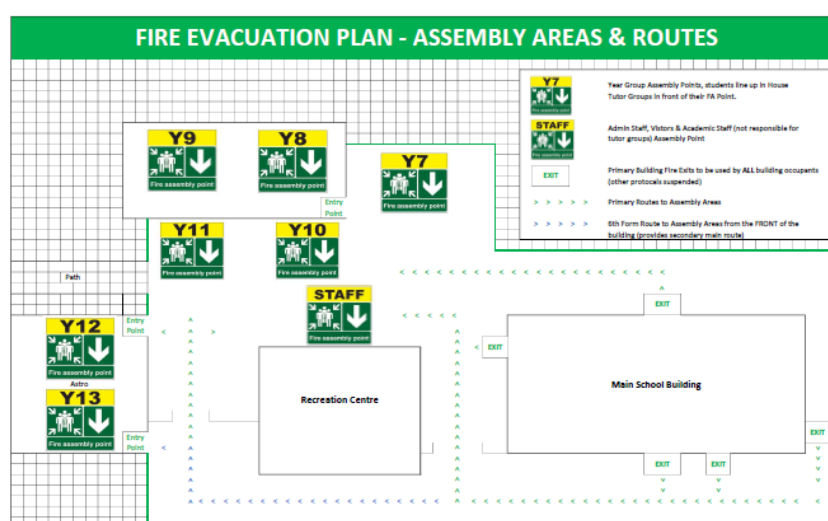 FIRE EVACUATION PLAN - ASSEMBLY AREAS & ROUTES
Y7
Year Group Assembly Points, students line up in House
Tutor Groups in front of their FA Point.
STAFF
Admin Staff, Vistors & Academic Staff (not responsible for
tutor groups) Assembly Point
EXIT
Primary Building Fire Exits to be used by ALL building occupants
(other protocals suspended)
> > > > >
Primary Routes to Assembly Areas
> > > > >
6th Form Route to Assembly Areas from the FRONT of the
building (provides secondary main route)
Y9
Fire assembly point
Y8
Fire assembly point
Y7
Fire assembly point
Entry
Point
Y11
Fire assembly point
Y10
Fire assembly point
Path
STAFF
Fire assembly point
EXIT
Entry
Point
Y12
Fire assembly point
EXIT
Astro
Main School Building
Y13
Fire assembly point
Recreation Centre
Entry
Point
EXIT
EXIT
EXIT